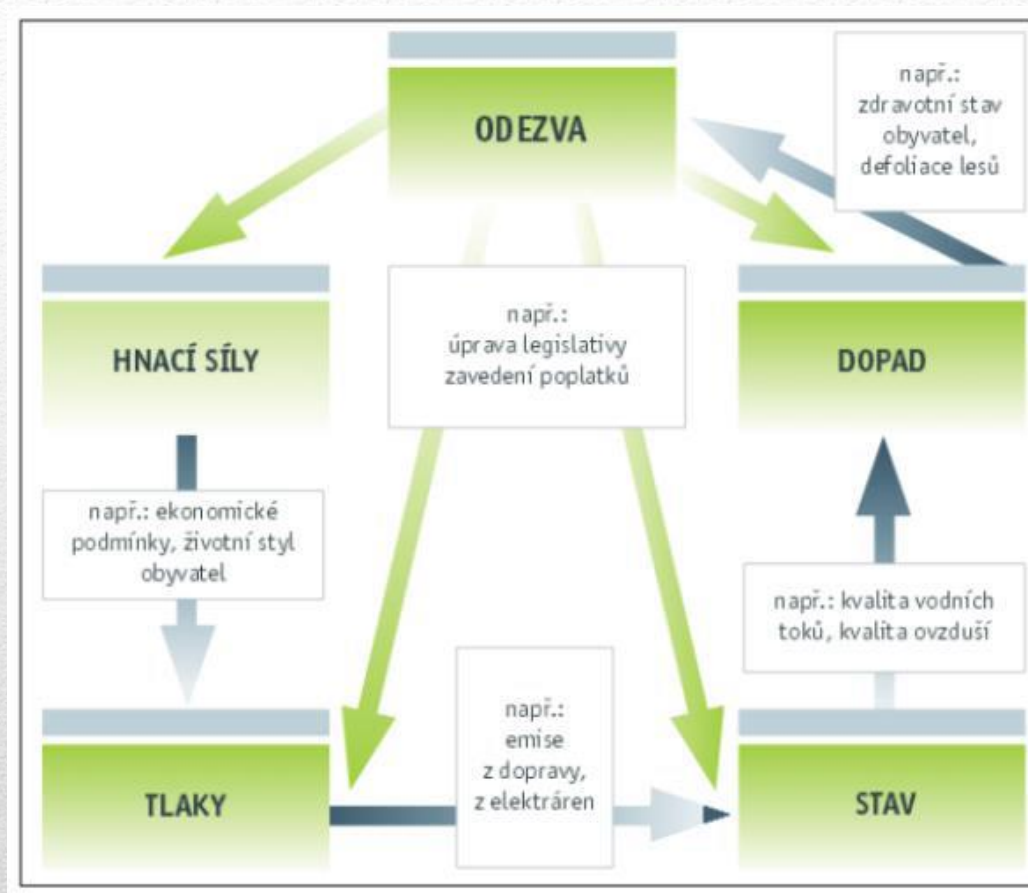 ODEZVA
např.:
zdravotní stav
obyvatel,
defoliace lesů
HNACÍ SÍLY
např.:
úprava legislativy
zavedení poplatků
DOPAD
např.: ekonomické
podmínky, životní styl
obyvatel
např.: kvalita vodních
toků, kvalita ovzduší
TLAKY
např.:
emise
z dopravy,
z elektráren
STAV